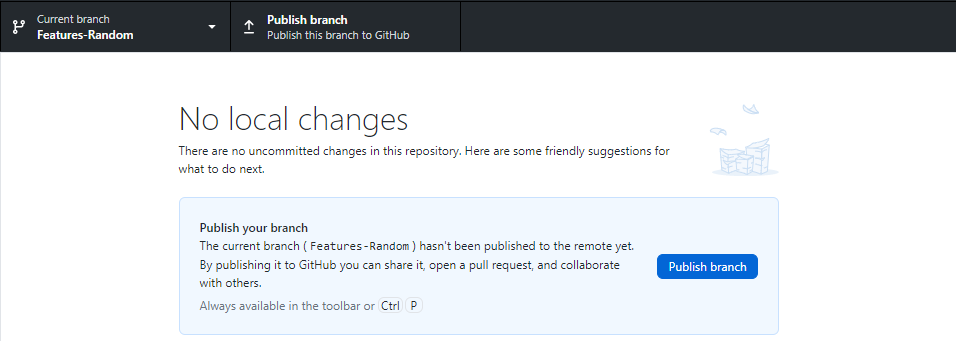 Current branch
Features-Random
Publish branch
Publish this branch to GitHub
No local changes
There are no uncommitted changes in this repository. Here are some friendly suggestions for
what to do next.
Publish your branch
The current branch ( Features-Random ) hasn't been published to the remote yet.
By publishing it to GitHub you can share it, open a pull request, and collaborate
with others.
Publish branch
Always available in the toolbar or Ctrl P